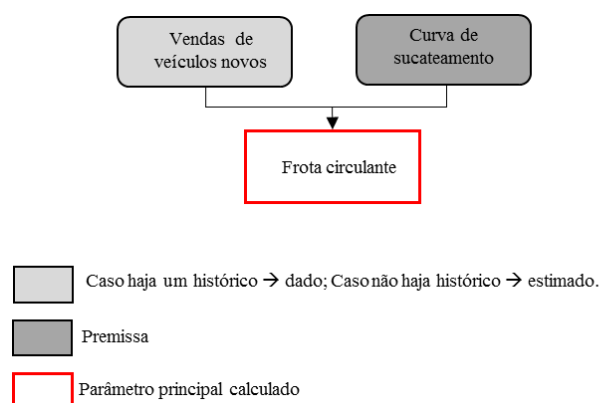 Vendas de
veículos novos
Curva de
sucateamento
Frota circulante
Caso haja um histórico → dado; Caso não haja histórico → estimado.
Premissa
Parâmetro principal calculado